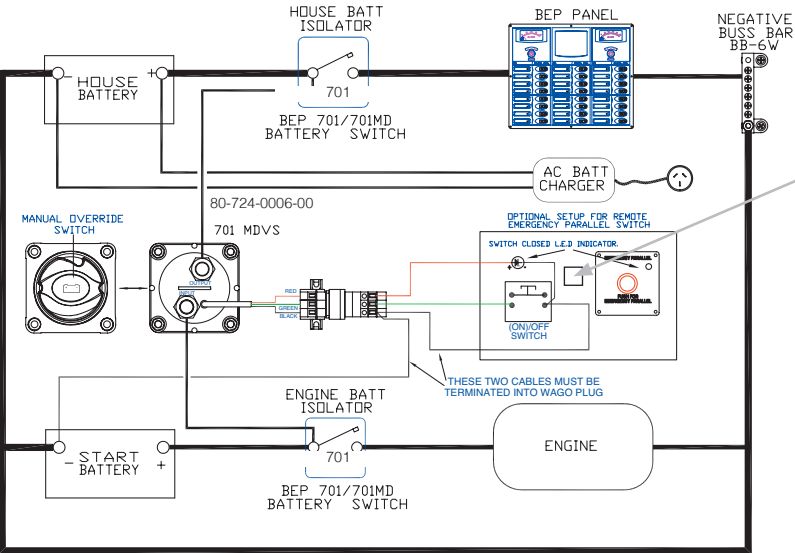 HOUSE BATT
ISOLATOR
BEP PANEL
NEGATIVE
BUSS BAR
BB-6W
- HOUSE +
BATTERY
701
BEP 701/701MD
BATTERY SWITCH
AC BATT
CHARGER
80-724-0006-00
701 MDVS
MANUAL OVERRIDE
SWITCH
OUTPUT
INPUT
RED
GREEN
BLACK
OPTIONAL SETUP FOR REMOTE
EMERGENCY PARALLEL SWITCH
SWITCH CLOSED L.E.D INDICATOR.
+ -
EMERGENCY PARALLEL
PUSH FOR
EMERGENCY PARALLEL
(ON)/OFF
SWITCH
THESE TWO CABLES MUST BE
TERMINATED INTO WAGO PLUG
ENGINE BATT
ISOLATOR
701
BEP 701/701MD
BATTERY SWITCH
- START +
BATTERY
ENGINE